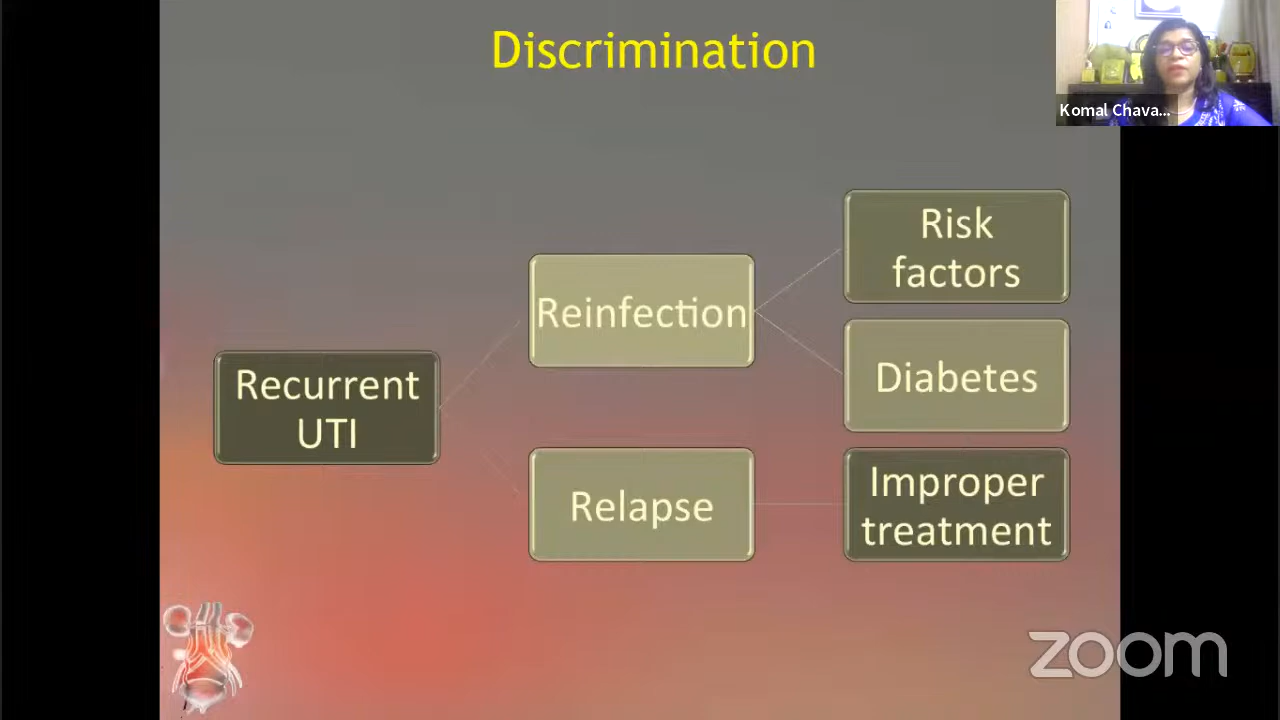 Discrimination
Komal Chava...
Risk
factors
Reinfection
Diabetes
Recurrent
UTI
Relapse
Improper
treatment
zoom